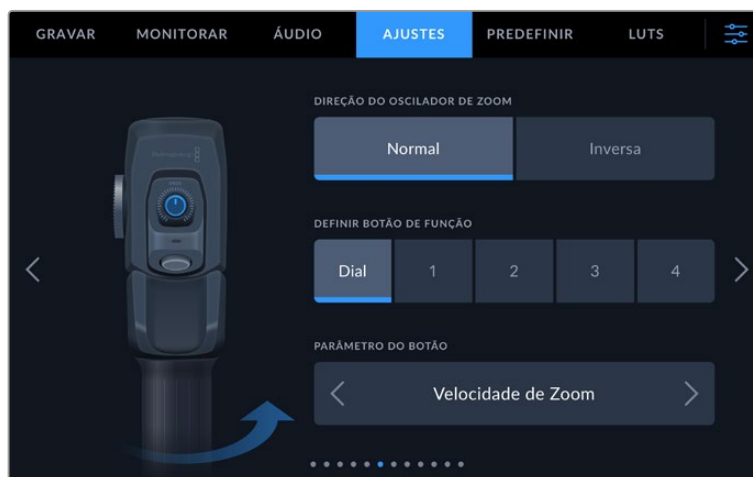 GRAVAR MONITORAR ÁUDIO AJUSTES PREDEFINIR LUTS
DIREÇÃO DO OSCILADOR DE ZOOM
Normal Inversa
DEFINIR BOTÃO DE FUNÇÃO
Dial 1 2 3 4
PARÂMETRO DO BOTÃO
Velocidade de Zoom